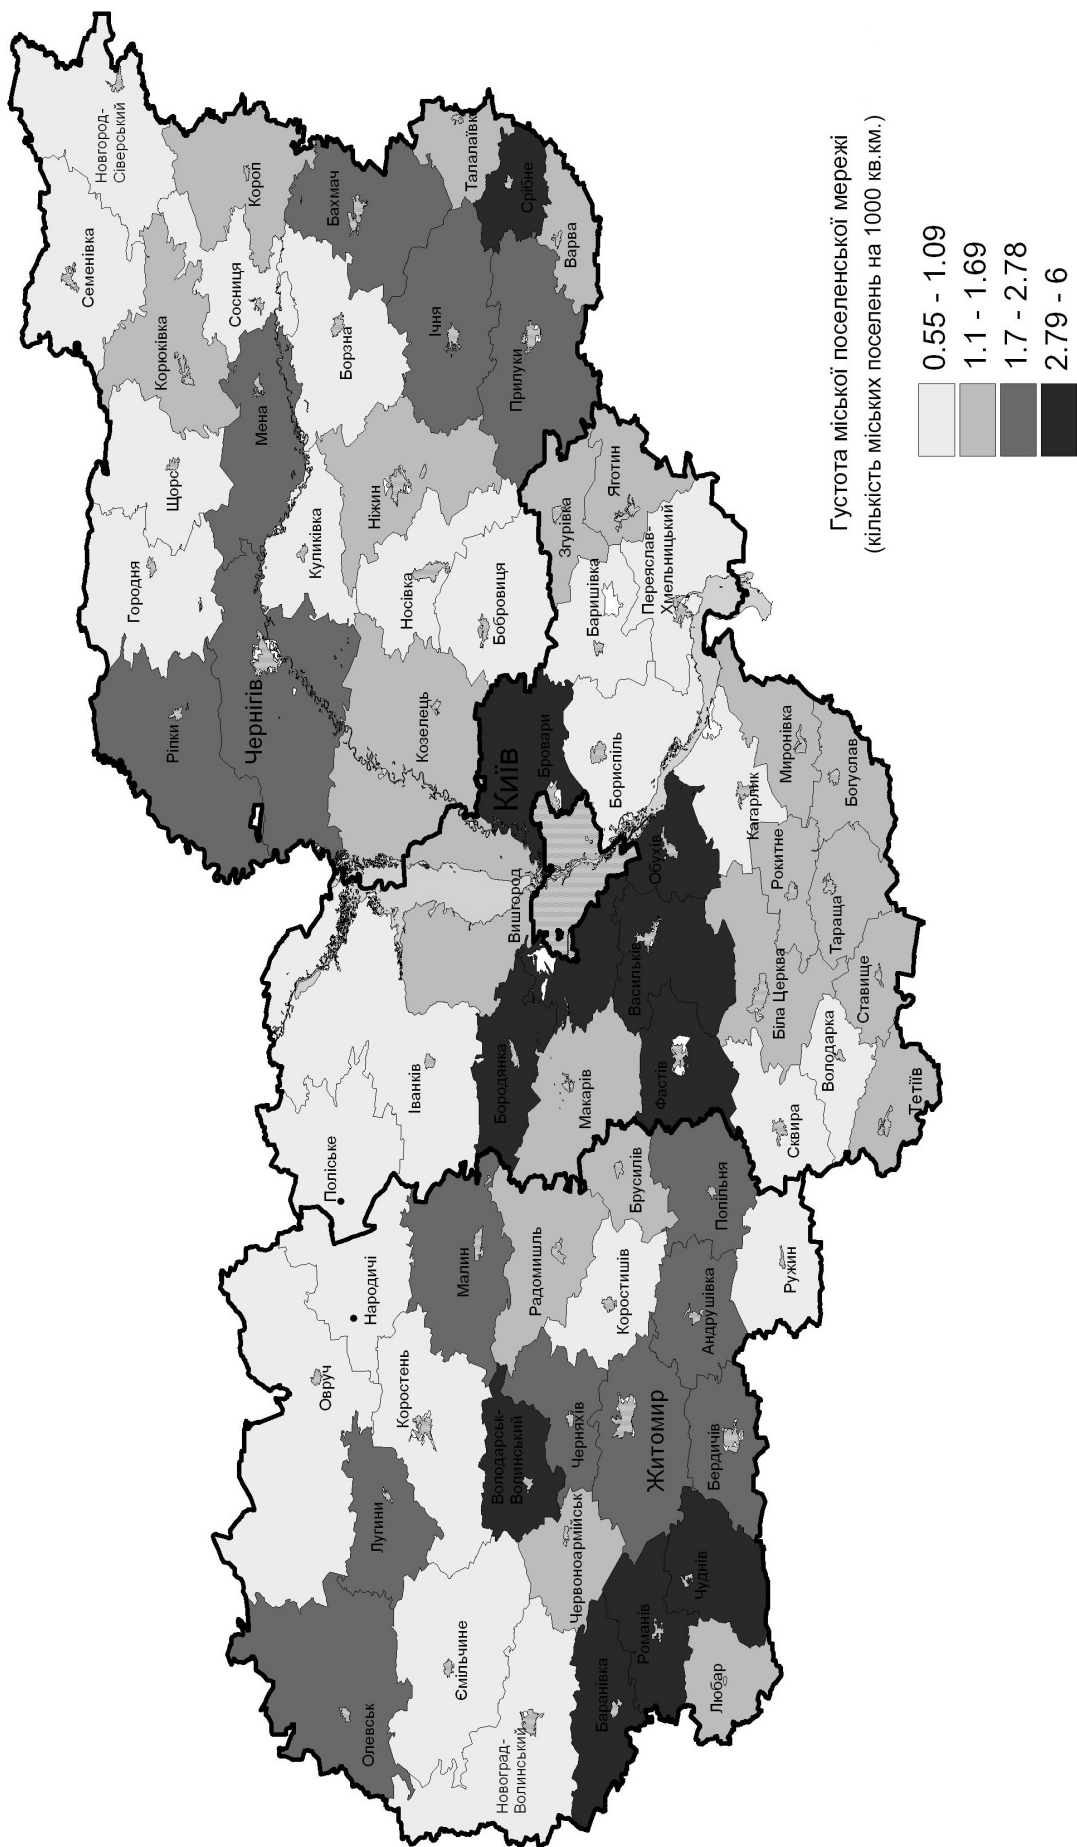 Новгород-
Сіверський
Семенівка
Короп
Сосниця
Корюківка
Бахмач
Талалаївка
Срібне
Варва
Борзна
Ічня
Прилуки
Мена
Щорс
Городня
Куликівка
Ніжин
Носівка
Бобровиця
Ріпки
Чернігів
Козелець
Згурівка
Яготин
Баришівка
Переяслав-
Хмельницький
Київ
Бровари
Бориспіль
Вишгород
Обухів
Васильків
Кагарлик
Миронівка
Богуслав
Рокитне
Тараща
Біла Церква
Ставище
Володарка
Сквира
Тетіїв
Фастів
Макарів
Бородянка
Іванків
Поліське
Народичі
Овруч
Коростень
Малин
Радомишль
Брусилів
Коростишів
Попільня
Андрушівка
Ружин
Лугини
Володарськ-
Волинський
Черняхів
Житомир
Бердичів
Червоноармійськ
Чуднів
Романів
Баранівка
Любар
Олевськ
Ємільчине
Новоград-
Волинський
Густота міської поселенської мережі
(кількість міських поселень на 1000 кв.км.)
0.55 - 1.09
1.1 - 1.69
1.7 - 2.78
2.79 - 6